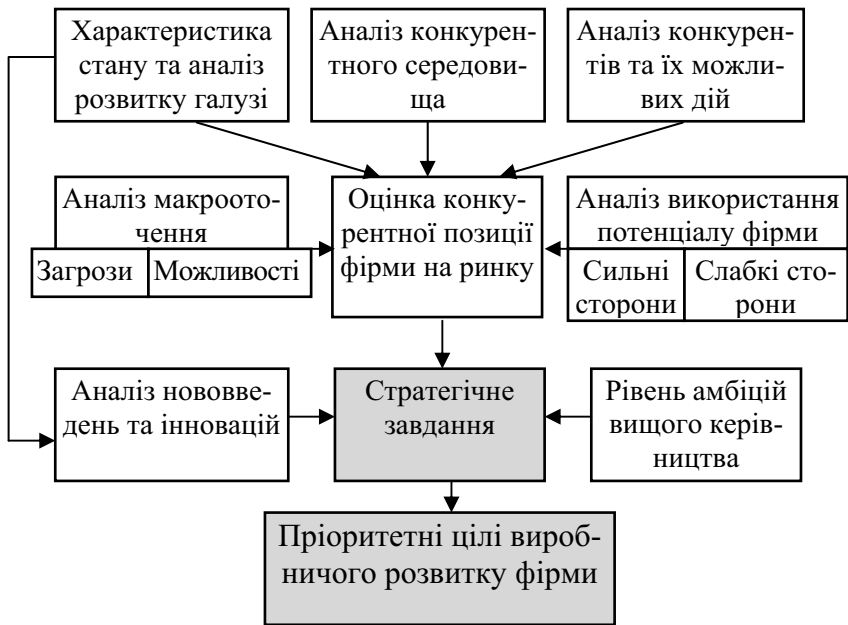 Характеристика
стану та аналіз
розвитку галузі
Аналіз конкурен-
тного середови-
ща
Аналіз конкурен-
тів та їх можли-
вих дій
Аналіз макроото-
чення
Загрози
Можливості
Оцінка конку-
рентної позиції
фірми на ринку
Аналіз використання
потенціалу фірми
Сильні
сторони
Слабкі сто-
рони
Аналіз нововве-
день та інновацій
Стратегічне
завдання
Рівень амбіцій
вищого керів-
ництва
Пріоритетні цілі вироб-
ничого розвитку фірми